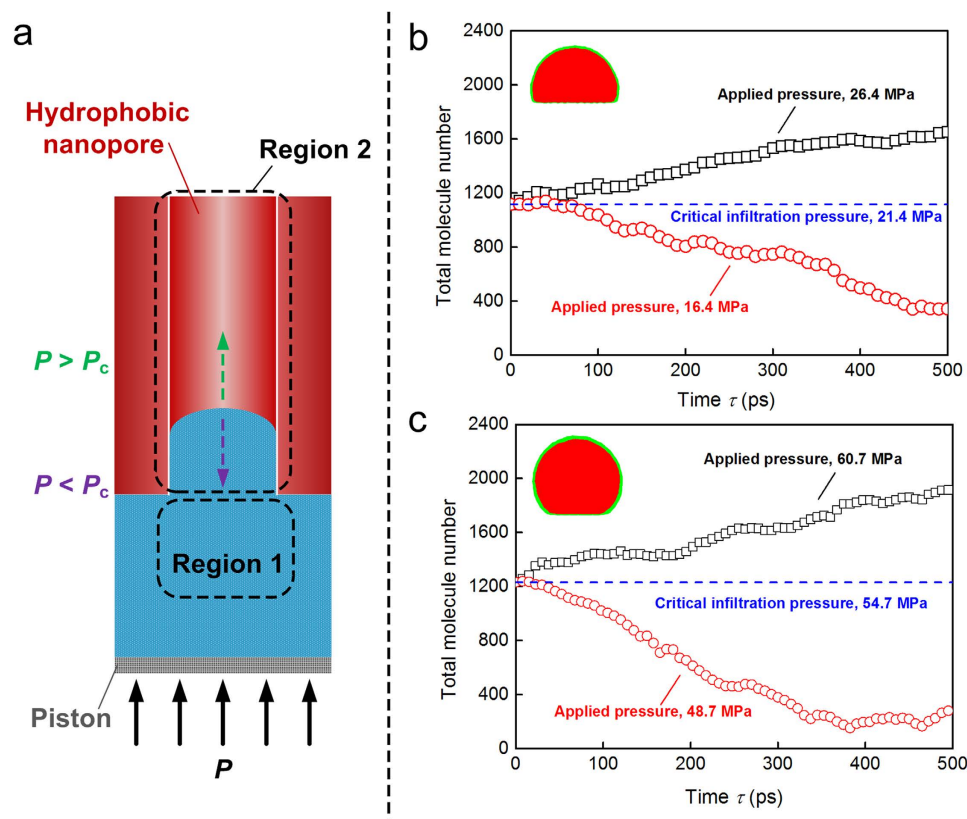 a
Hydrophobic
nanopore
Region 2
P > Pc
P < Pc
Region 1
Piston
P
b
2400
2000
1600
1200
800
400
0
Total molecule number
Applied pressure, 26.4 MPa
Critical infiltration pressure, 21.4 MPa
Applied pressure, 16.4 MPa
0 100 200 300 400 500
Time τ (ps)
c
2400
2000
1600
1200
800
400
0
Total molecule number
Applied pressure, 60.7 MPa
Critical infiltration pressure, 54.7 MPa
Applied pressure, 48.7 MPa
0 100 200 300 400 500
Time τ (ps)